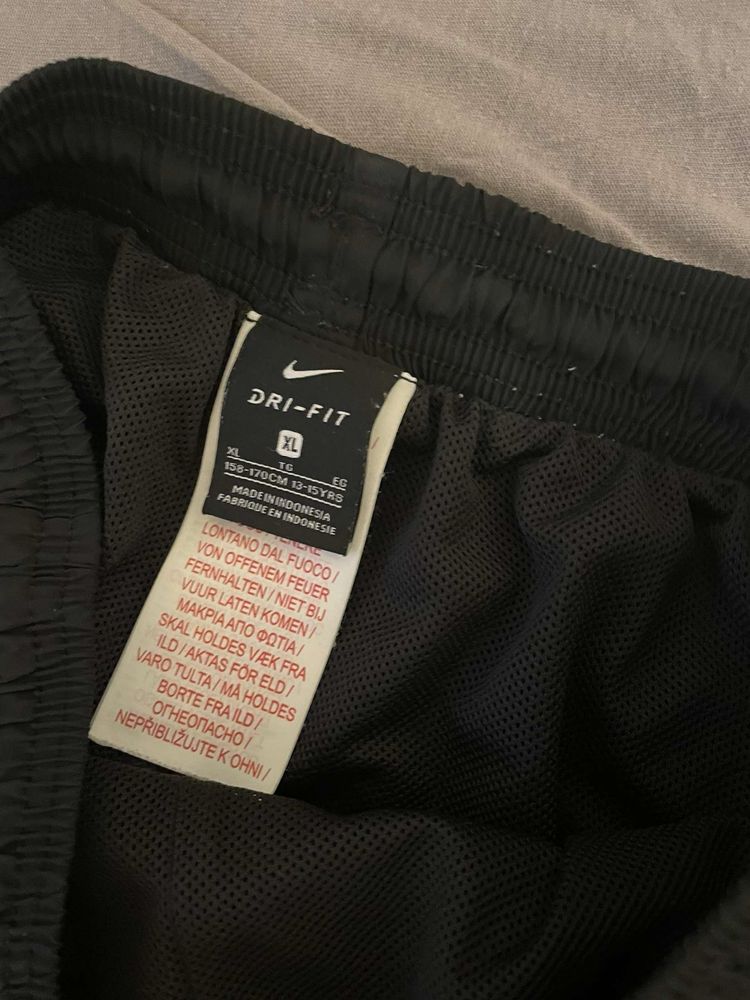 DRI-FIT
XL
XL TG EG
158-170CM 13-15YRS
MADE IN INDONESIA
FABRIQUE EN INDONESIE
LONTANO DAL FUOCO /
VON OFFENEM FEUER
FERNHALTEN / NIET BIJ
VUUR LATEN KOMEN /
ΜΑΚΡΙΑ ΑΠΟ ΦΩΤΙΑ /
SKAL HOLDES VÆK FRA
ILD / AKTAS FÖR ELD /
VARO TULTA / MÅ HOLDES
BORTE FRA ILD /
ОГНЕОПАСНО /
NEPŘIBLIŽUJTE K OHNI /